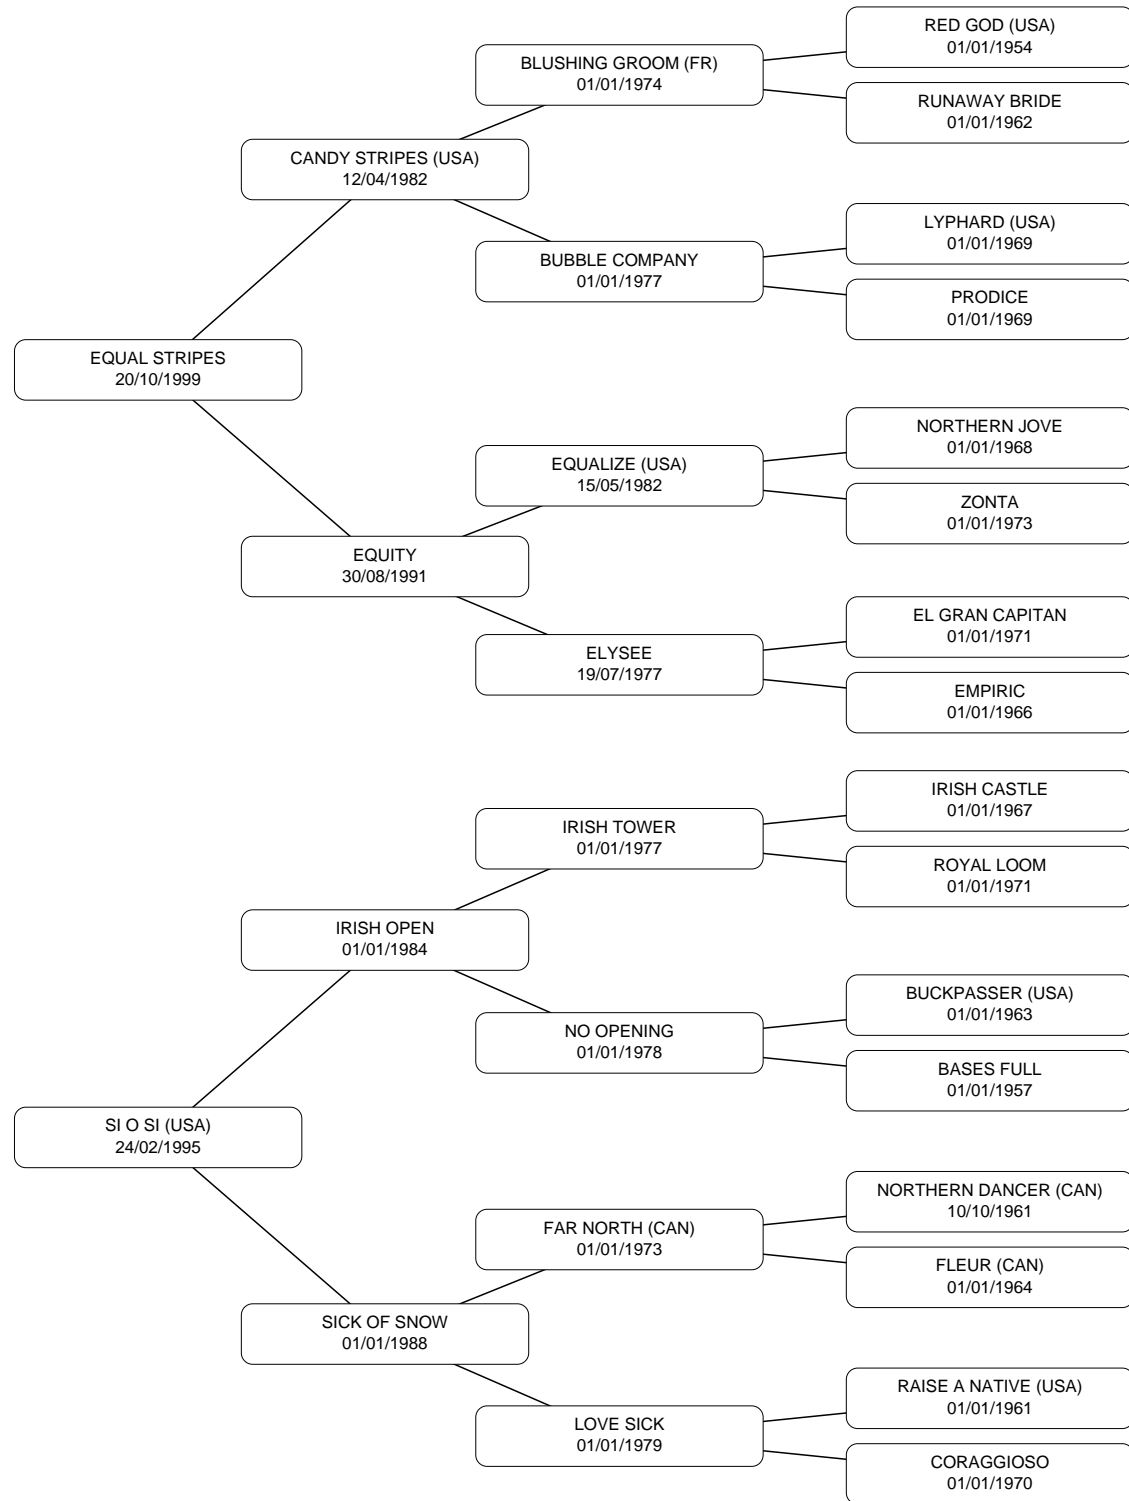 RED GOD (USA)
01/01/1954
BLUSHING GROOM (FR)
01/01/1974
RUNAWAY BRIDE
01/01/1962
CANDY STRIPES (USA)
12/04/1982
LYPHARD (USA)
01/01/1969
BUBBLE COMPANY
01/01/1977
PRODICE
01/01/1969
EQUAL STRIPES
20/10/1999
NORTHERN JOVE
01/01/1968
EQUALIZE (USA)
15/05/1982
ZONTA
01/01/1973
EQUITY
30/08/1991
EL GRAN CAPITAN
01/01/1971
ELYSEE
19/07/1977
EMPIRIC
01/01/1966
IRISH CASTLE
01/01/1967
IRISH TOWER
01/01/1977
ROYAL LOOM
01/01/1971
IRISH OPEN
01/01/1984
BUCKPASSER (USA)
01/01/1963
NO OPENING
01/01/1978
BASES FULL
01/01/1957
SI O SI (USA)
24/02/1995
NORTHERN DANCER (CAN)
10/10/1961
FAR NORTH (CAN)
01/01/1973
FLEUR (CAN)
01/01/1964
SICK OF SNOW
01/01/1988
RAISE A NATIVE (USA)
01/01/1961
LOVE SICK
01/01/1979
CORAGGIOSO
01/01/1970